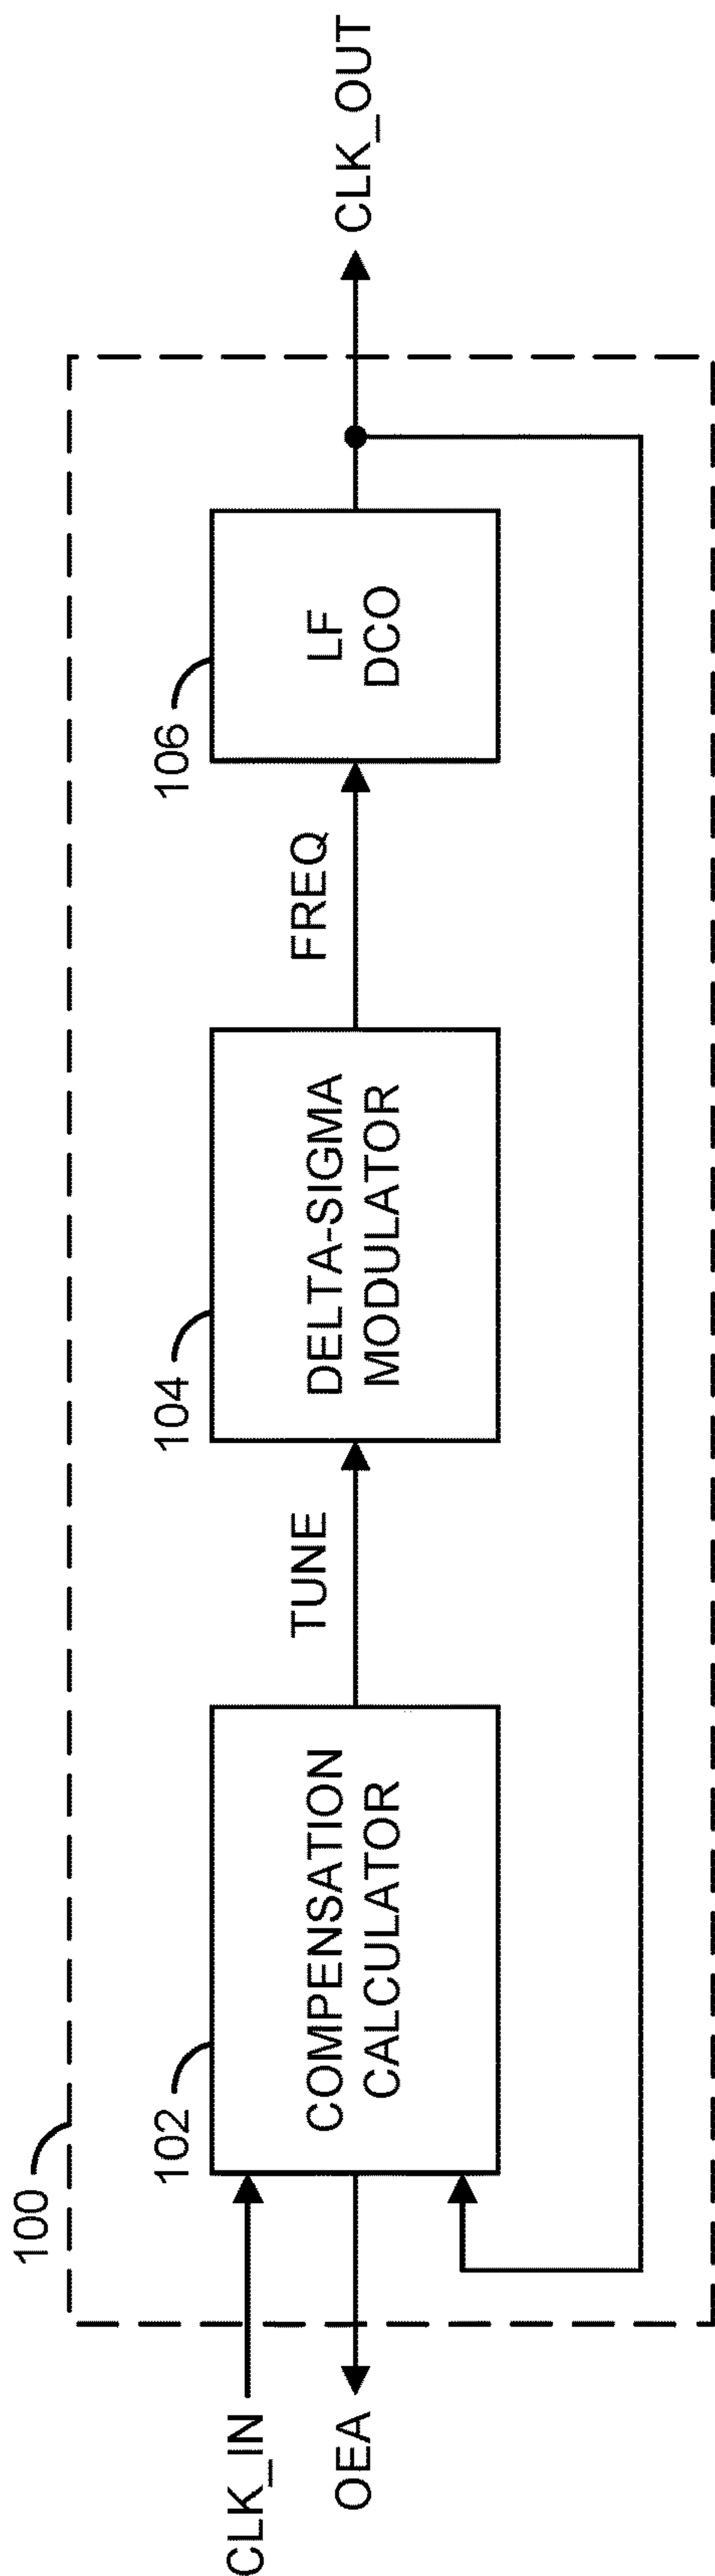 100
CLK_IN
OEA
102
COMPENSATION
CALCULATOR
TUNE
104
DELTA-SIGMA
MODULATOR
FREQ
106
LF
DCO
CLK_OUT